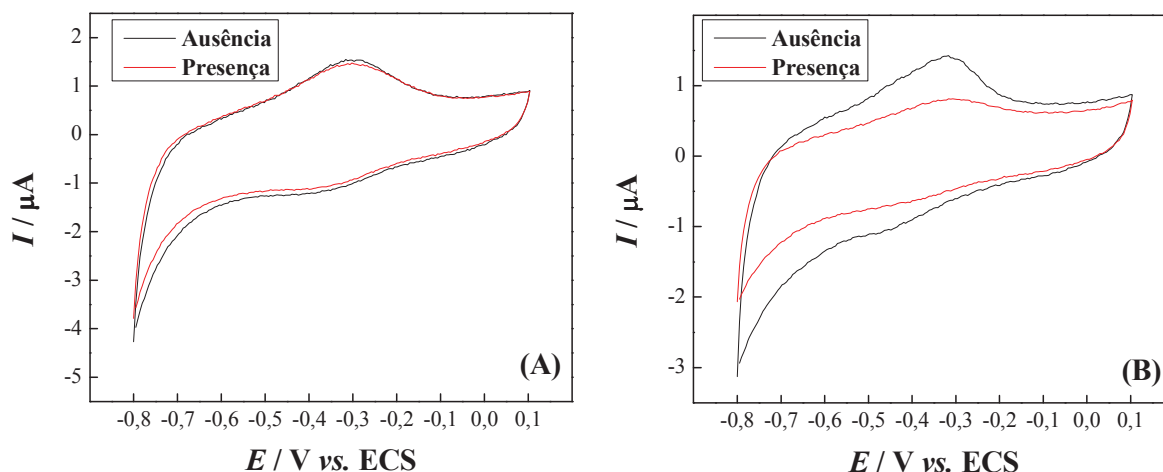 Ausência
Presença
2
1
0
-1
-2
-3
-4
-5
I / μA
(A)
-0,8 -0,7 -0,6 -0,5 -0,4 -0,3 -0,2 -0,1 0,0 0,1
E / V vs. ECS
Ausência
Presença
1
0
-1
-2
-3
I / μA
(B)
-0,8 -0,7 -0,6 -0,5 -0,4 -0,3 -0,2 -0,1 0,0 0,1
E / V vs. ECS